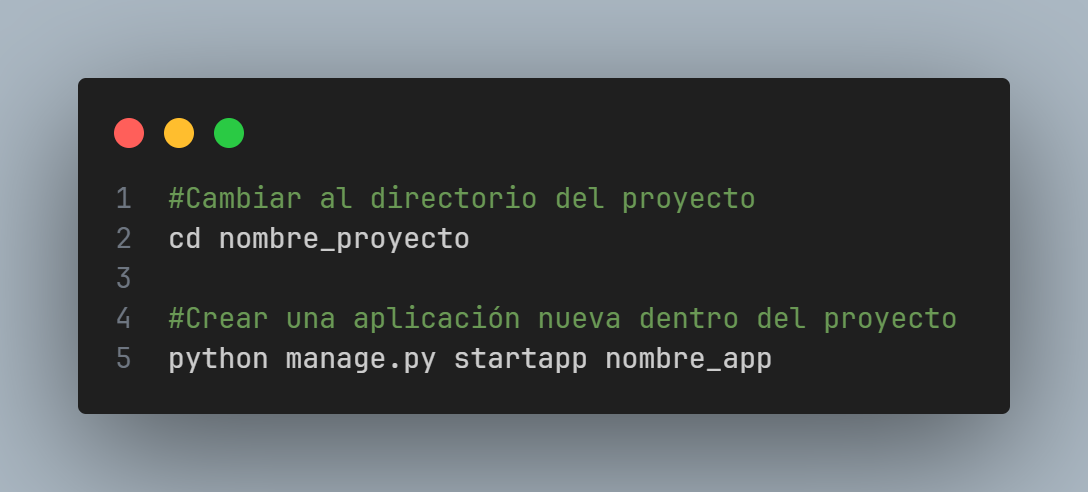 1 #Cambiar al directorio del proyecto
2 cd nombre_proyecto
3
4 #Crear una aplicación nueva dentro del proyecto
5 python manage.py startapp nombre_app